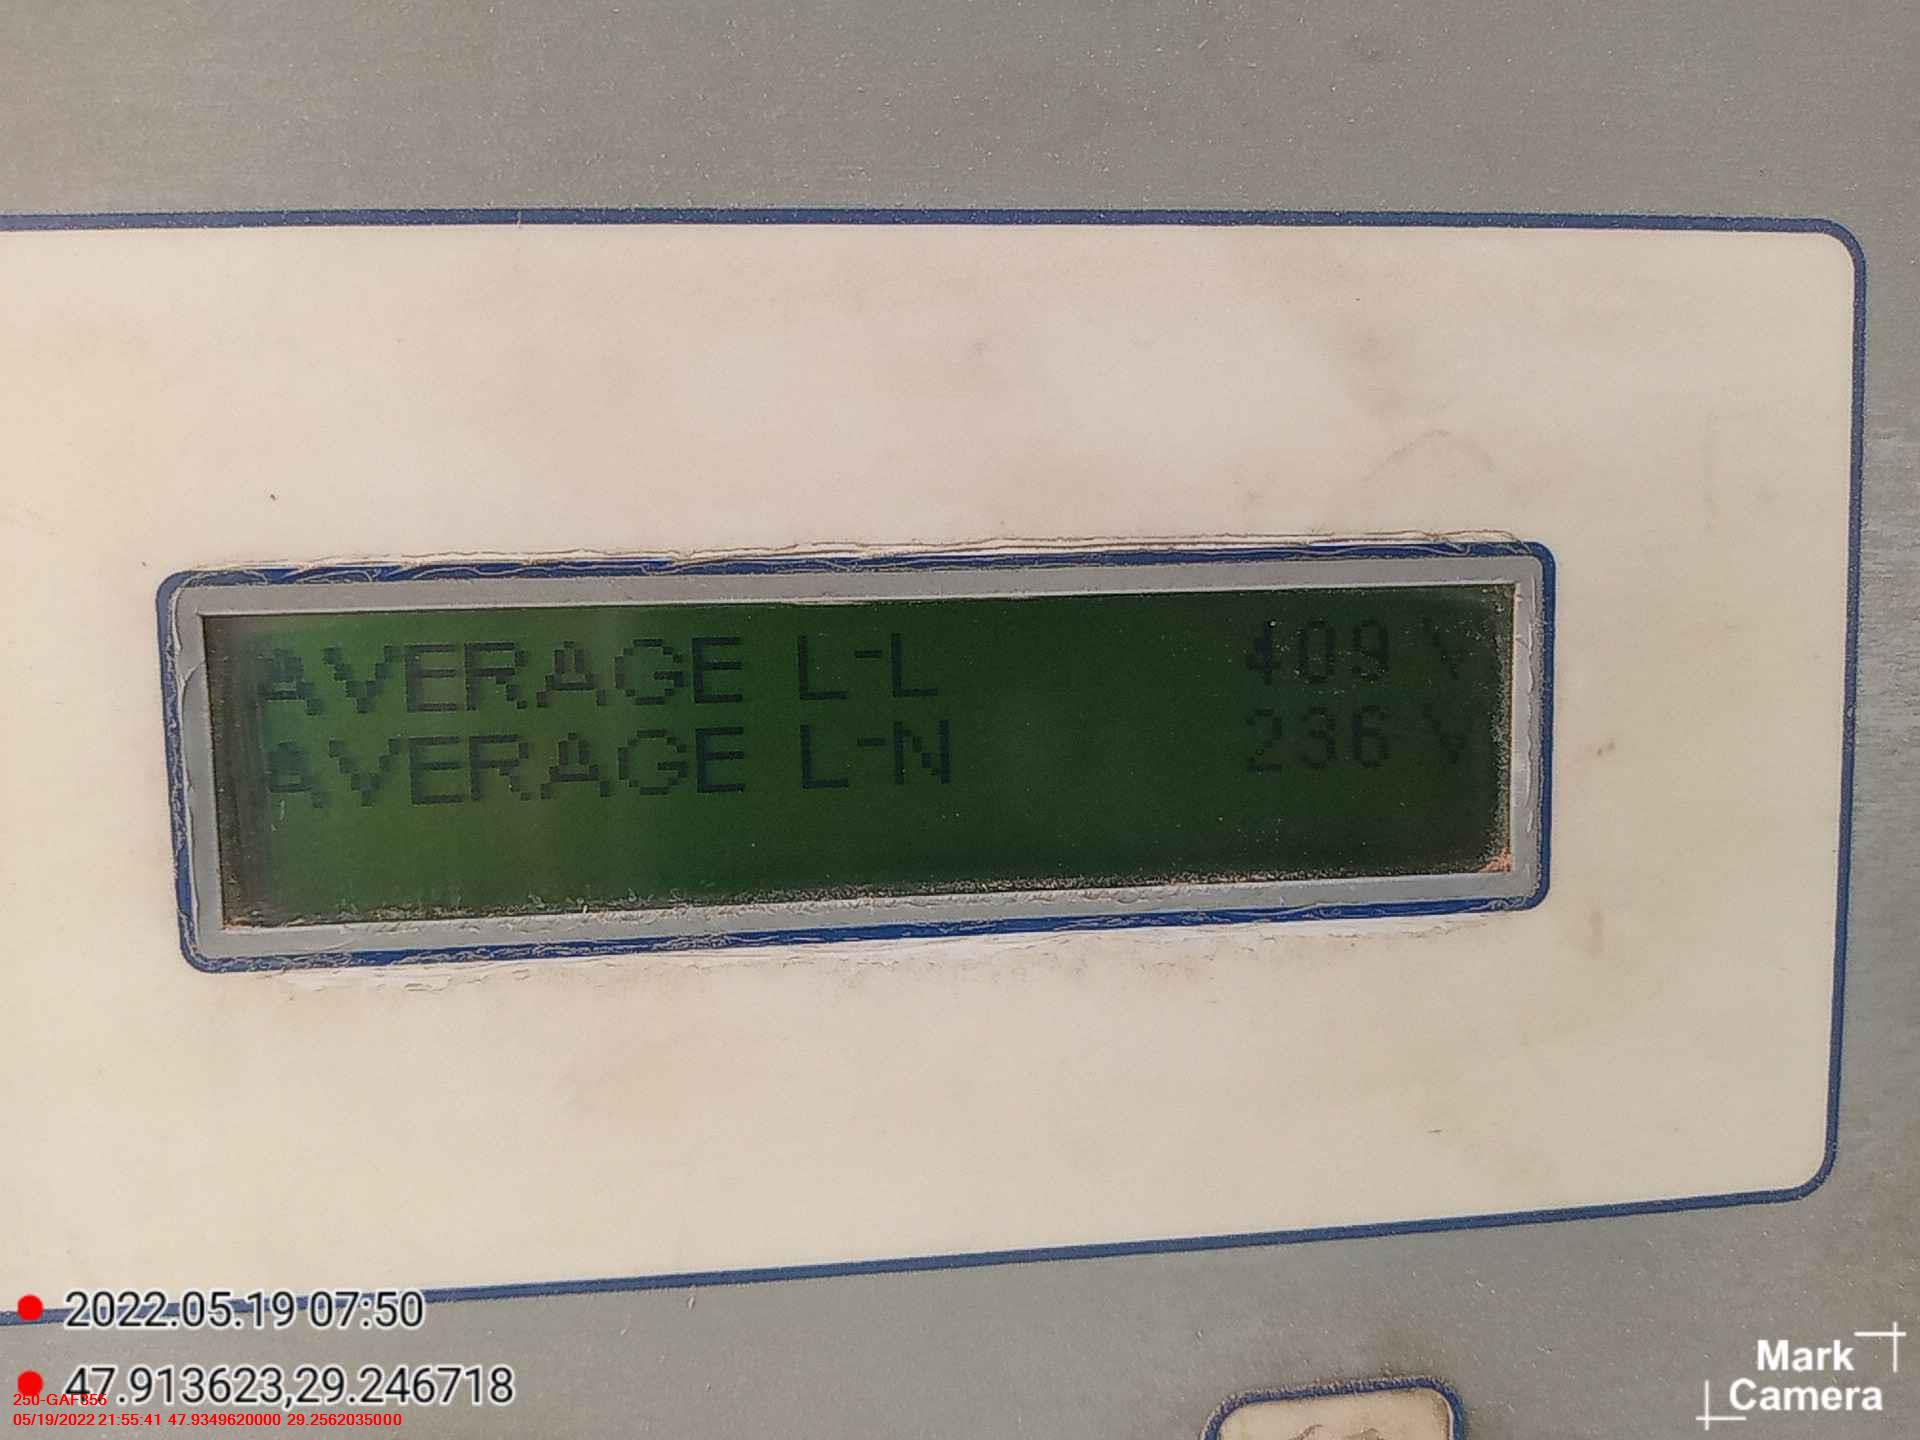 AVERAGE L-L 409 V
AVERAGE L-N 236 V
2022.05.19 07:50
47.913623,29.246718
250-GAF855
05/19/2022 21:55:41 47.9349620000 29.2562035000
Mark
Camera